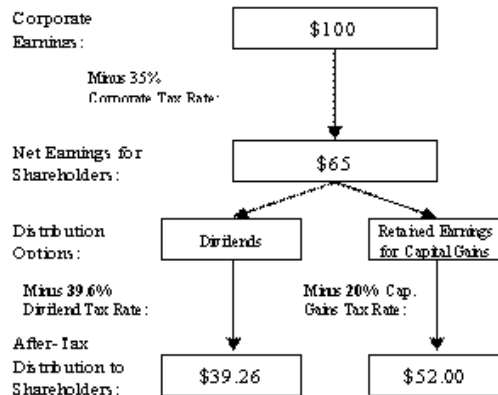 Corporate
Earnings:
$100
Minus 35%
Corporate Tax Rate:
Net Earnings for
Shareholders:
$65
Distribution
Options:
Dividends
Retained Earnings
for Capital Gains
Minus 39.6%
Dividend Tax Rate:
Minus 20% Cap.
Gains Tax Rate:
After-Tax
Distribution to
Shareholders:
$39.26
$52.00